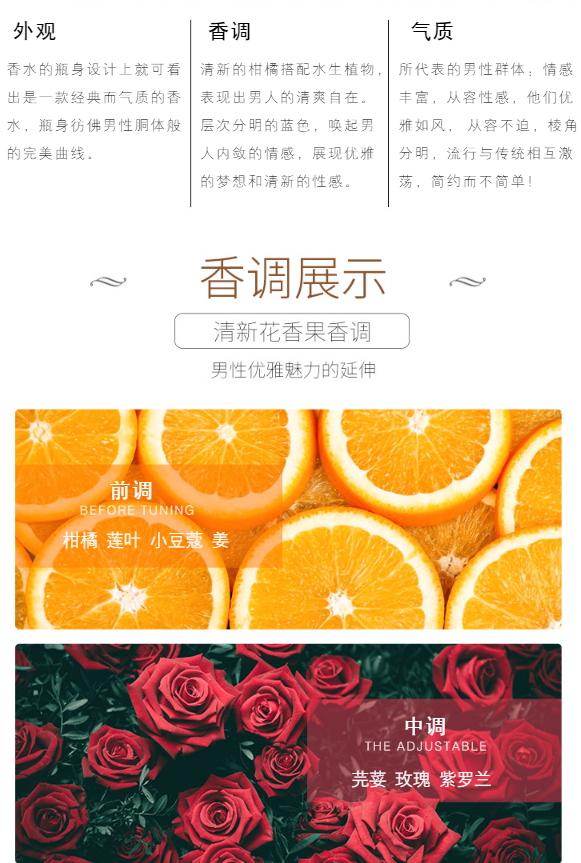 外观
香水的瓶身设计上就可看
出是一款经典而气质的香
水，瓶身彷佛男性胴体般
的完美曲线。
香调
清新的柑橘搭配水生植物，
表现出男人的清爽自在。
层次分明的蓝色，唤起男
人内敛的情感，展现优雅
的梦想和清新的性感。
气质
所代表的男性群体：情感
丰富，从容性感，他们优
雅如风， 从容不迫，棱角
分明，流行与传统相互激
荡，简约而不简单！
香调展示
清新花香果香调
男性优雅魅力的延伸
前调
BEFORE TUNING
柑橘 莲叶 小豆蔻 姜
中调
THE ADJUSTABLE
芫荽 玫瑰 紫罗兰